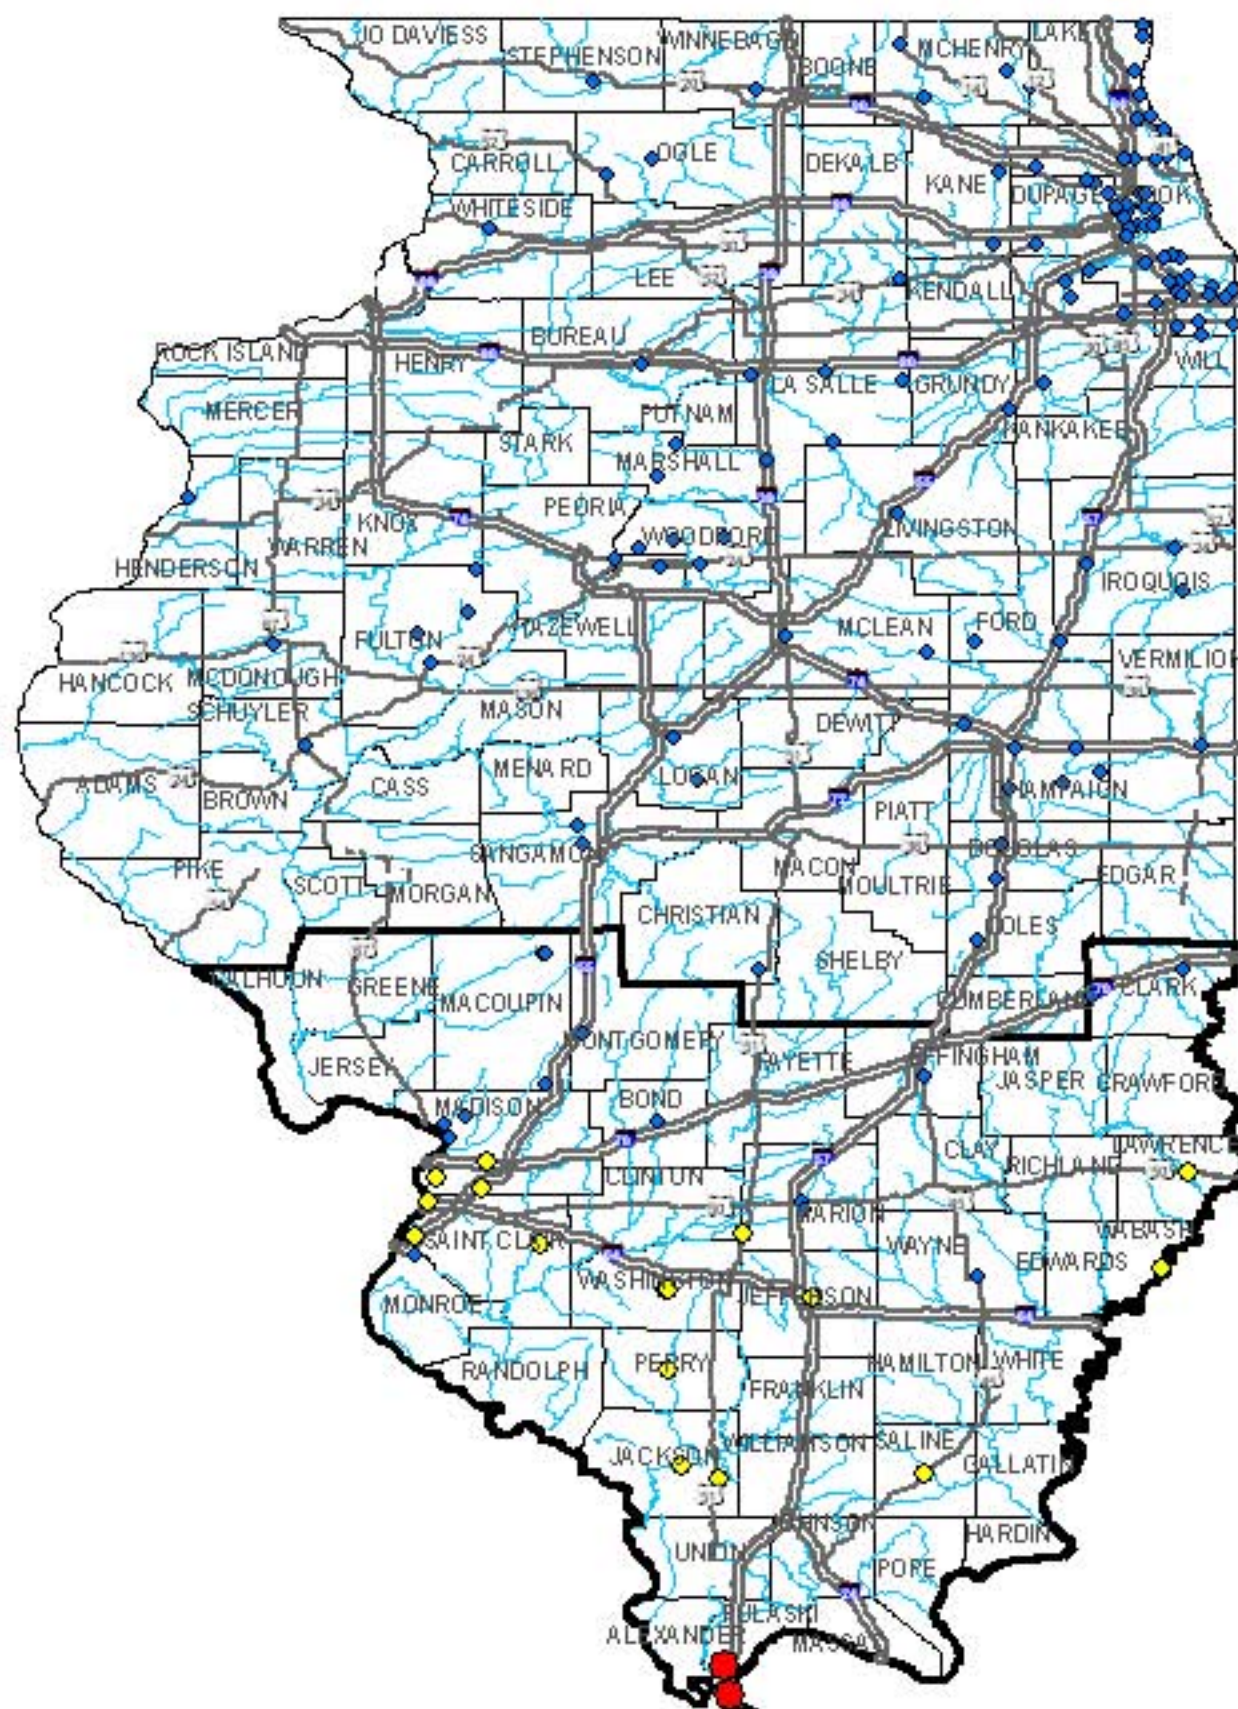 JO DAVIESS
STEPHENSON
WINNEBAGO
BOONE
MCHENRY
LAKE
CARROLL
OGLE
DEKALB
KANE
DUPAGE
COOK
WHITESIDE
LEE
KENDALL
ROCK ISLAND
HENRY
BUREAU
LA SALLE
GRUNDY
WILL
MERCER
STARK
PUTNAM
MARSHALL
KANKAKEE
PEORIA
KNOX
WARREN
WOODFORD
LIVINGSTON
HENDERSON
IROQUOIS
FULTON
TAZEWELL
MCLEAN
FORD
HANCOCK
MCDONOUGH
VERMILION
SCHUYLER
MASON
DEWITT
ADAMS
BROWN
CASS
MENARD
LOGAN
PIATT
CHAMPAIGN
PIKE
SCOTT
MORGAN
SANGAMON
MACON
MOULTRIE
DOUGLAS
EDGAR
CHRISTIAN
SHELBY
COLES
CALHOUN
GREENE
MACOUPIN
CUMBERLAND
CLARK
JERSEY
MONTGOMERY
FAYETTE
EFFINGHAM
JASPER
CRAWFORD
MADISON
BOND
CLINTON
CLAY
RICHLAND
LAWRENCE
SAINT CLAIR
MARION
WAYNE
EDWARDS
WABASH
MONROE
WASHINGTON
JEFFERSON
RANDOLPH
PERRY
FRANKLIN
HAMILTON
WHITE
JACKSON
WILLIAMSON
SALINE
GALLATIN
UNION
JOHNSON
POPE
HARDIN
ALEXANDER
PULASKI
MASSAC